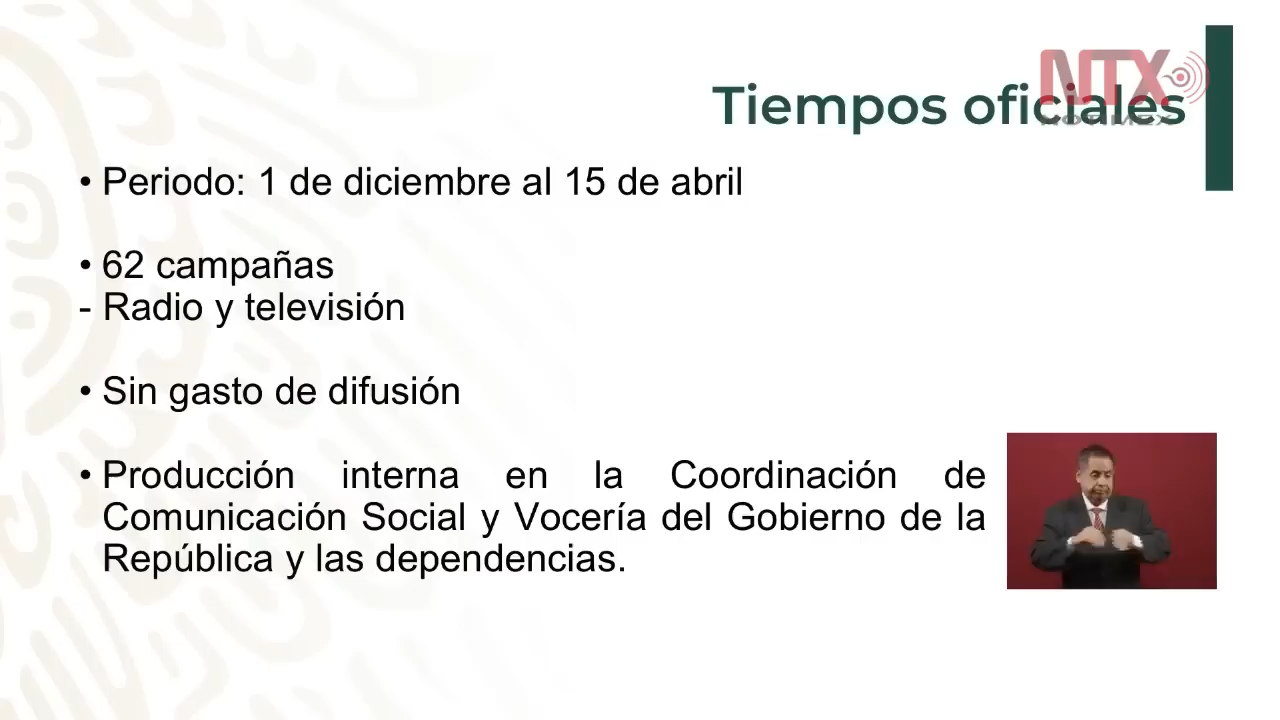 NTX
NOTIMEX
Tiempos oficiales
• Periodo: 1 de diciembre al 15 de abril
• 62 campañas
- Radio y televisión
• Sin gasto de difusión
• Producción interna en la Coordinación de
Comunicación Social y Vocería del Gobierno de la
República y las dependencias.